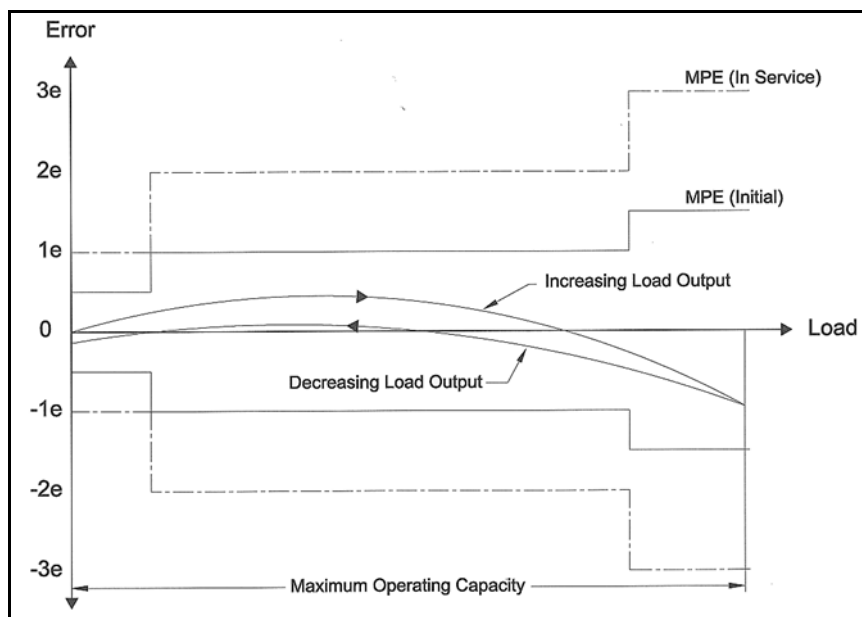 Error
3e
MPE (In Service)
2e
MPE (Initial)
1e
Increasing Load Output
0
Load
Decreasing Load Output
-1e
-2e
-3e
Maximum Operating Capacity